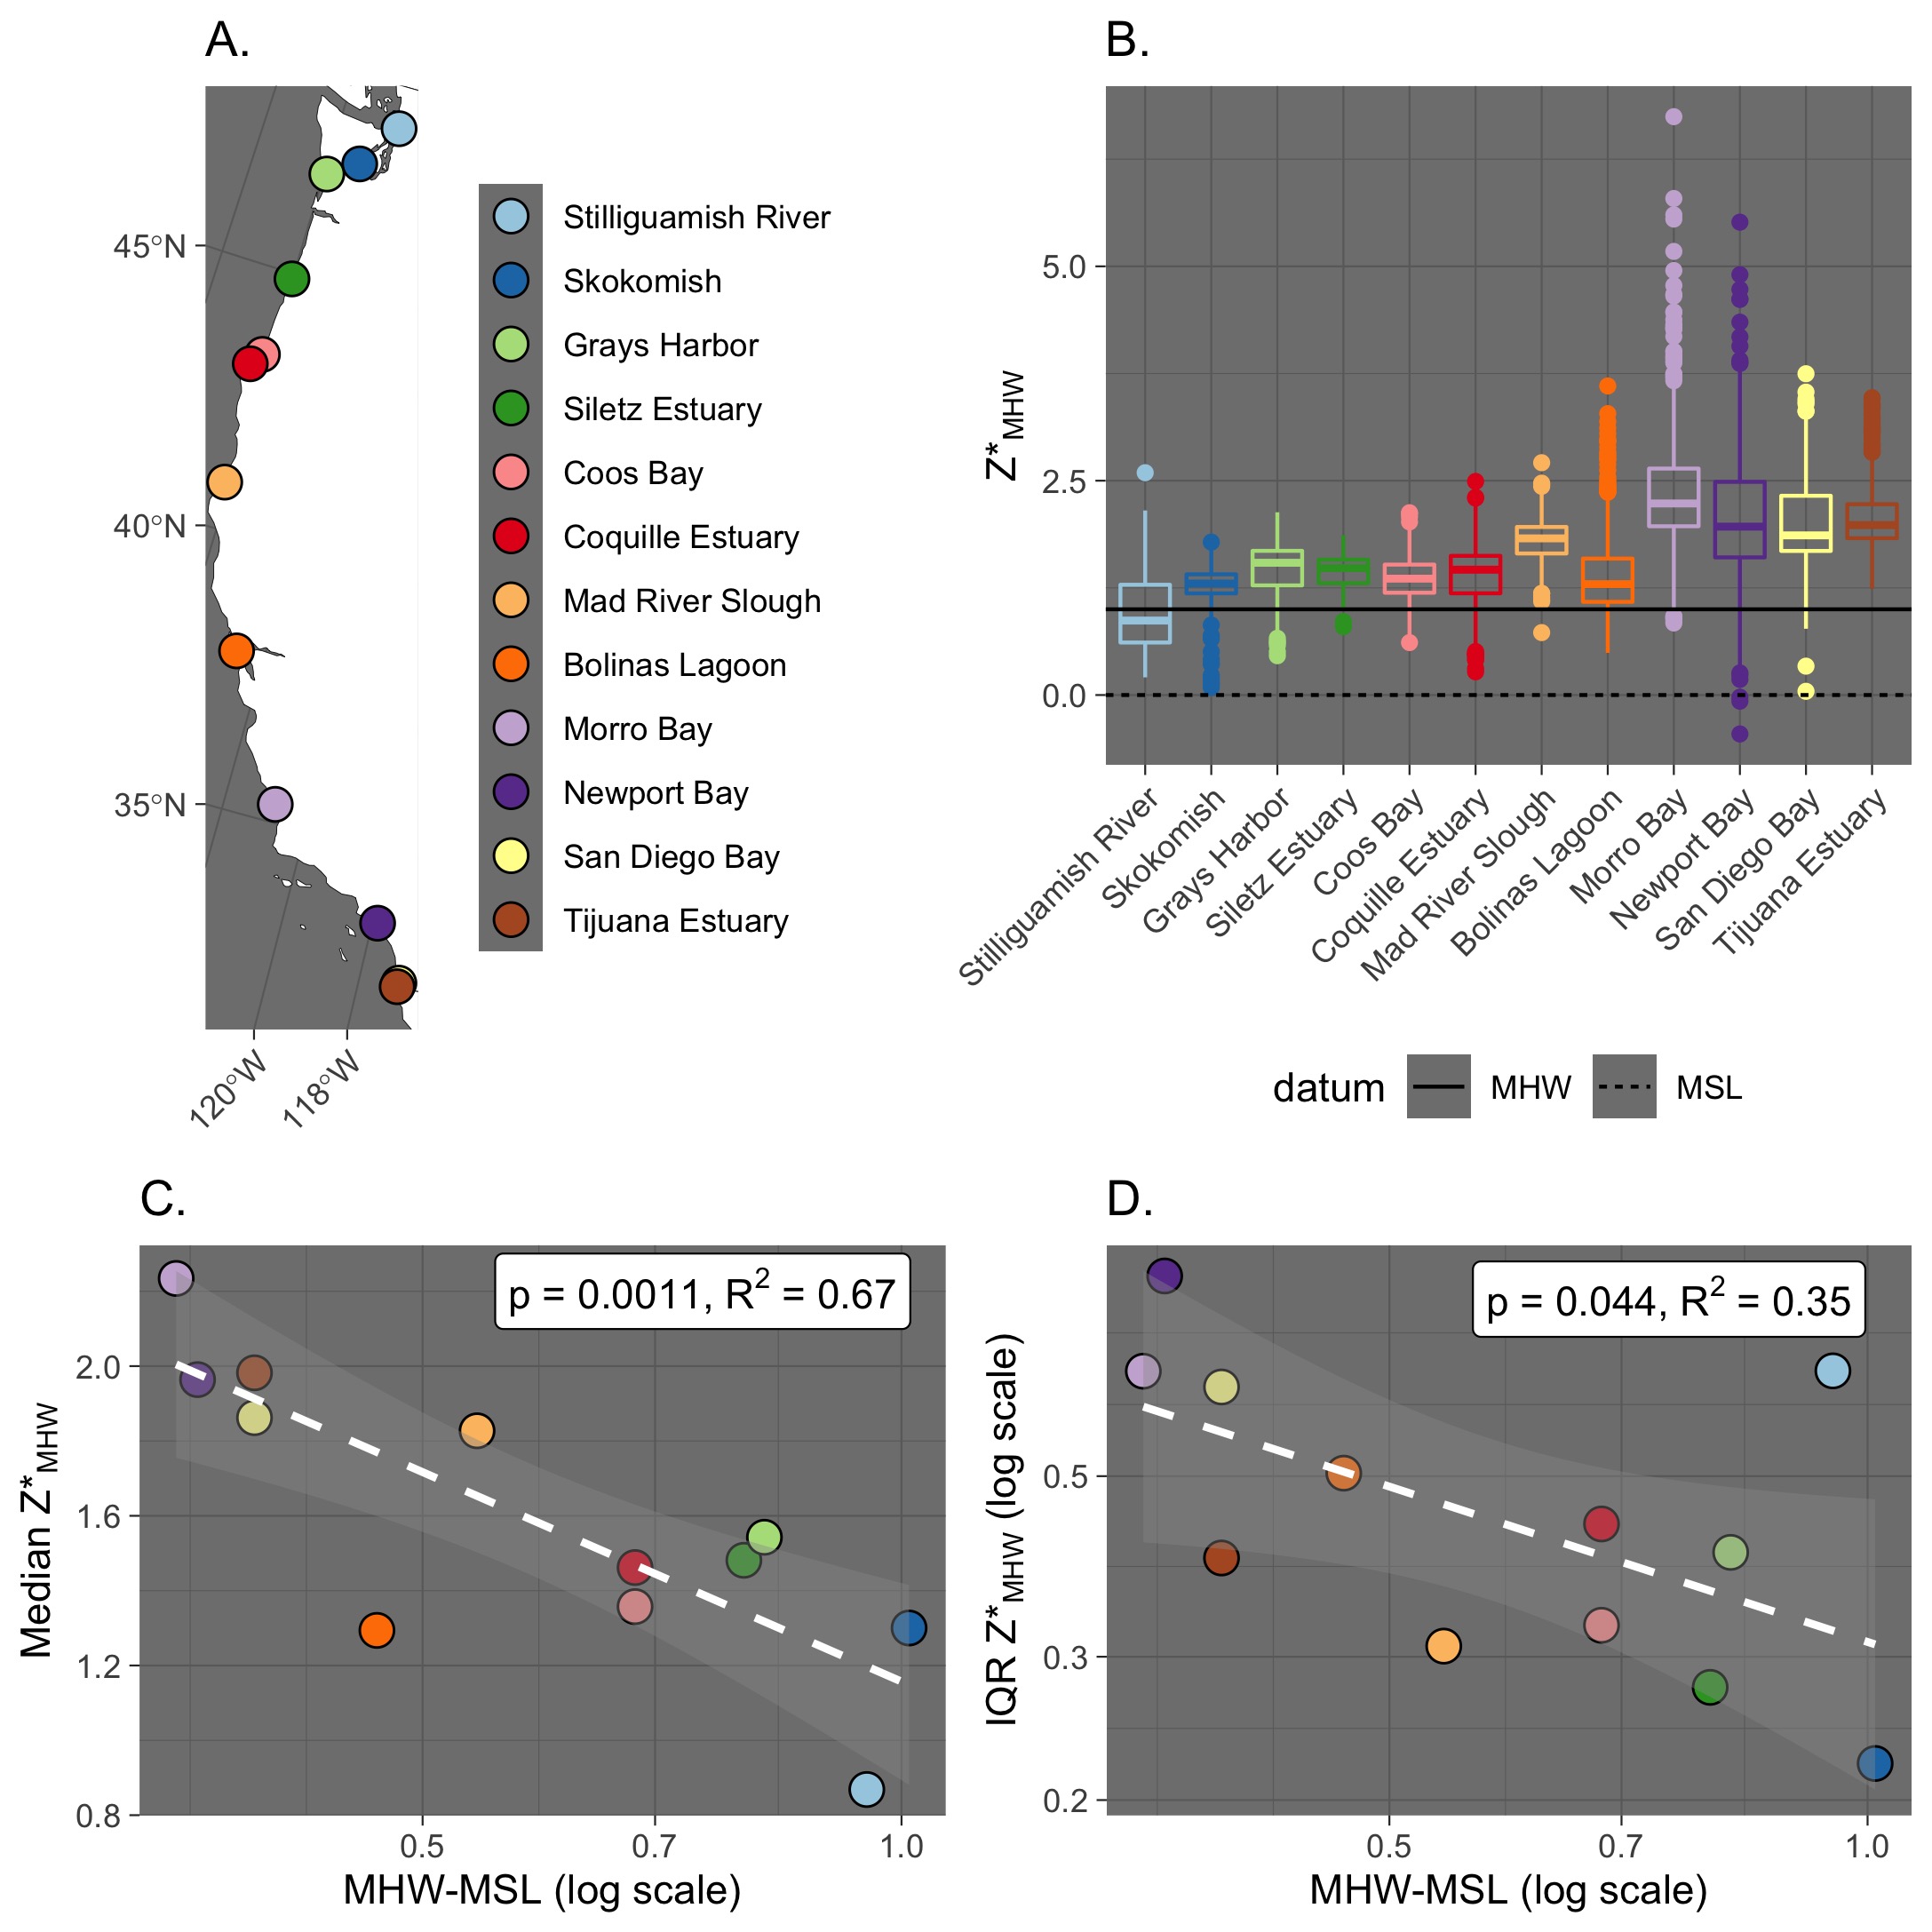 A.
45°N
40°N
35°N
120°W
118°W
Stilliguamish River
Skokomish
Grays Harbor
Siletz Estuary
Coos Bay
Coquille Estuary
Mad River Slough
Bolinas Lagoon
Morro Bay
Newport Bay
San Diego Bay
Tijuana Estuary
B.
Z*MHW
5.0
2.5
0.0
Stilliguamish River
Skokomish
Grays Harbor
Siletz Estuary
Coos Bay
Coquille Estuary
Mad River Slough
Bolinas Lagoon
Morro Bay
Newport Bay
San Diego Bay
Tijuana Estuary
datum MHW MSL
C.
p = 0.0011, R² = 0.67
Median Z*MHW
2.0
1.6
1.2
0.8
0.5 0.7 1.0
MHW-MSL (log scale)
D.
p = 0.044, R² = 0.35
IQR Z*MHW (log scale)
0.5
0.3
0.2
0.5 0.7 1.0
MHW-MSL (log scale)